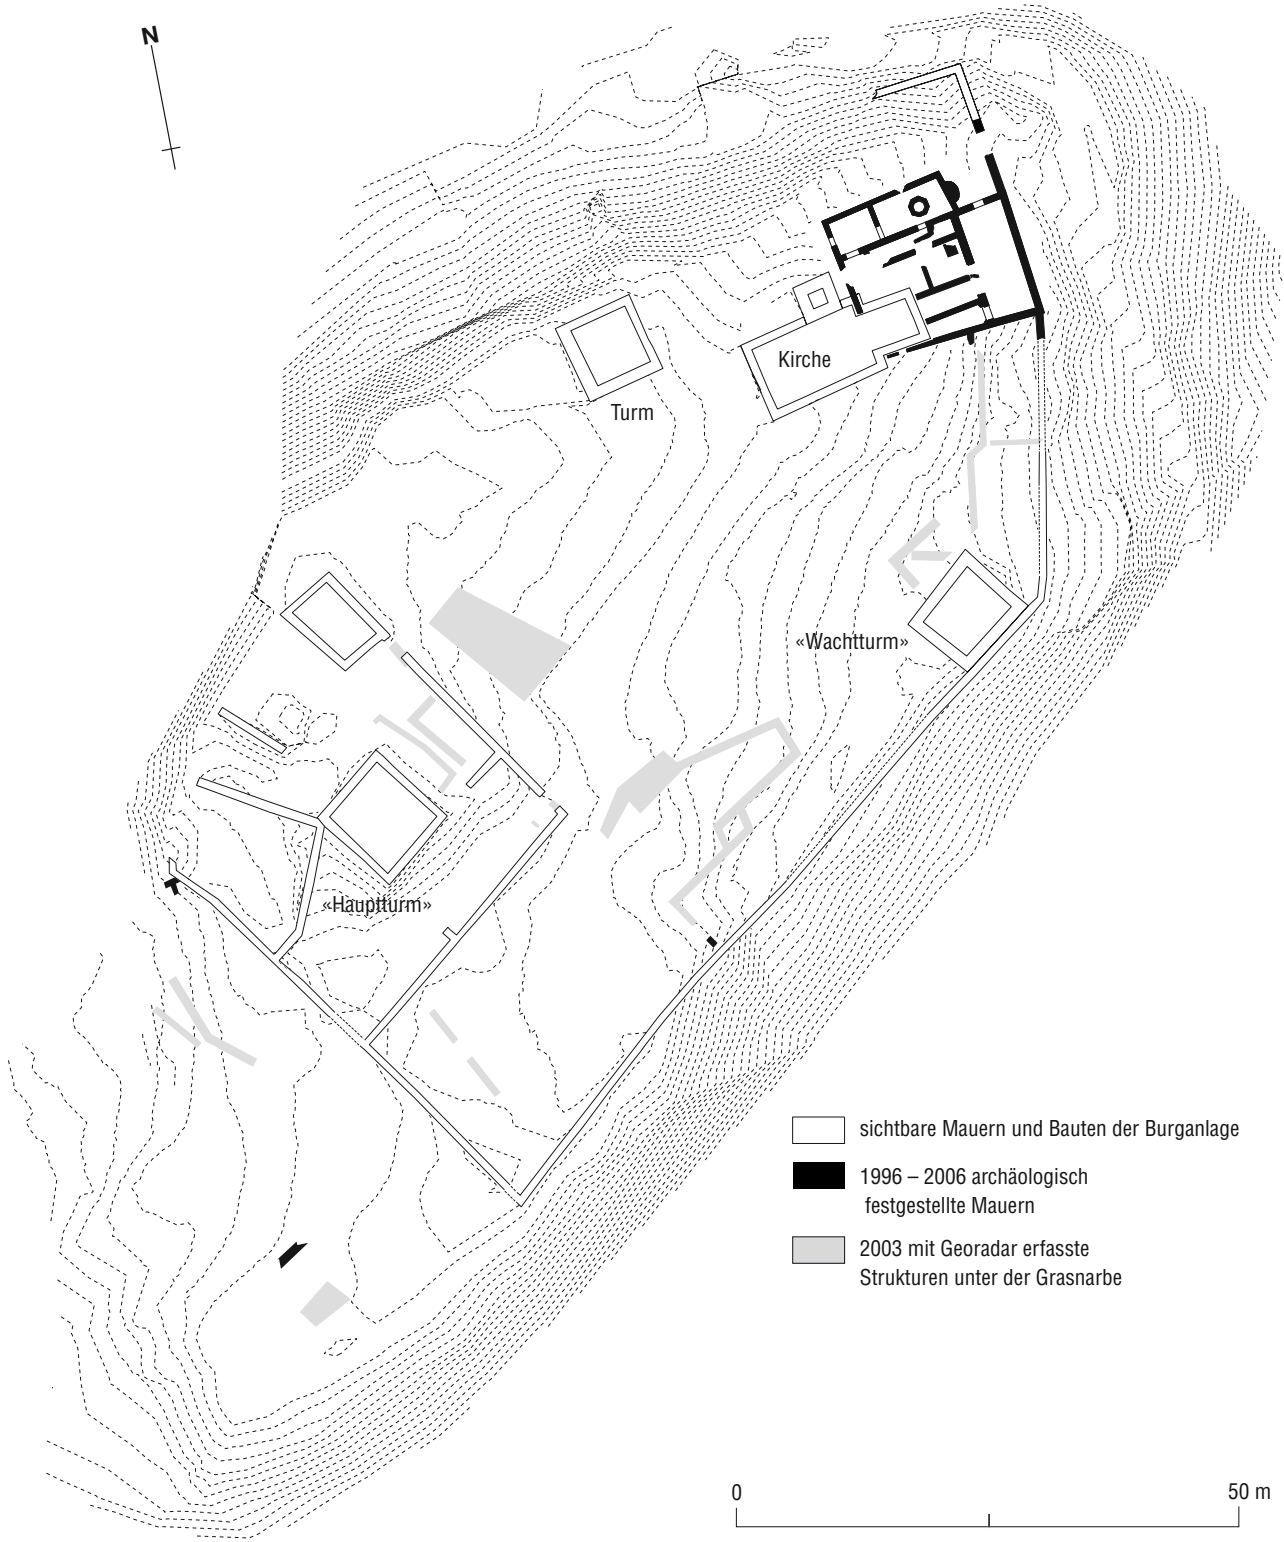 N
Turm
Kirche
«Wachtturm»
«Hauptturm»
sichtbare Mauern und Bauten der Burganlage
1996 – 2006 archäologisch
festgestellte Mauern
2003 mit Georadar erfasste
Strukturen unter der Grasnarbe
0 50 m